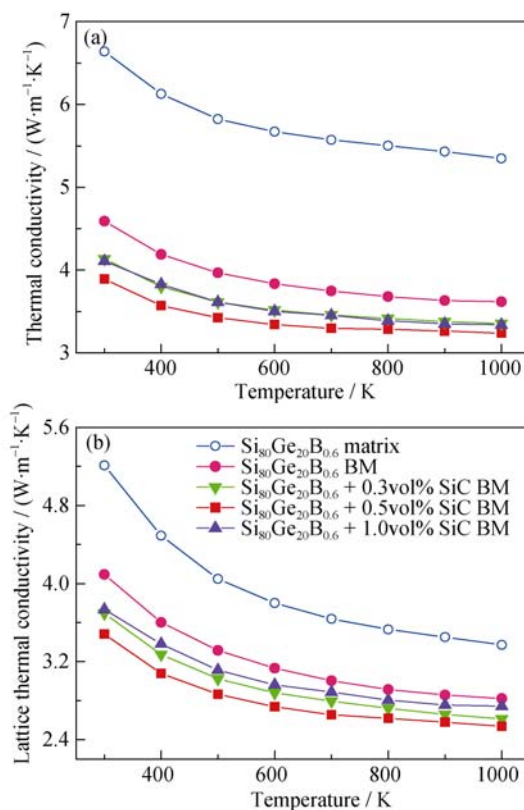 (a)
7
6
5
4
3
Thermal conductivity / (W·m⁻¹·K⁻¹)
400 600 800 1000
Temperature / K
(b)
5.6
4.8
4.0
3.2
2.4
Lattice thermal conductivity / (W·m⁻¹·K⁻¹)
Si₈₀Ge₂₀B₀.₆ matrix
Si₈₀Ge₂₀B₀.₆ BM
Si₈₀Ge₂₀B₀.₆ + 0.3vol% SiC BM
Si₈₀Ge₂₀B₀.₆ + 0.5vol% SiC BM
Si₈₀Ge₂₀B₀.₆ + 1.0vol% SiC BM
400 600 800 1000
Temperature / K